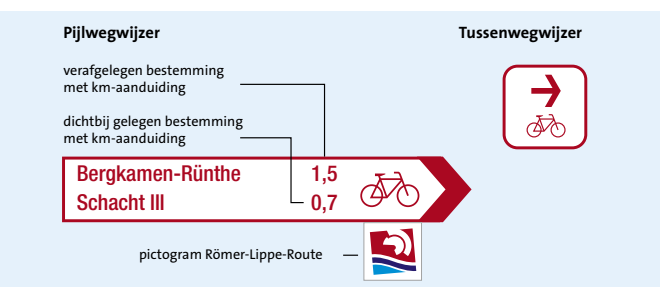 Pijlwegwijzer
Tussenwegwijzer
verafgelegen bestemming
met km-aanduiding
dichtbij gelegen bestemming
met km-aanduiding
Bergkamen-Rünthe 1,5
Schacht III 0,7
pictogram Römer-Lippe-Route